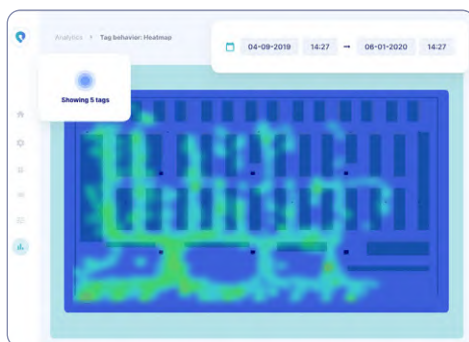 Analytics > Tag behavior: Heatmap
04-09-2019 14:27 → 06-01-2020 14:27
Showing 5 tags